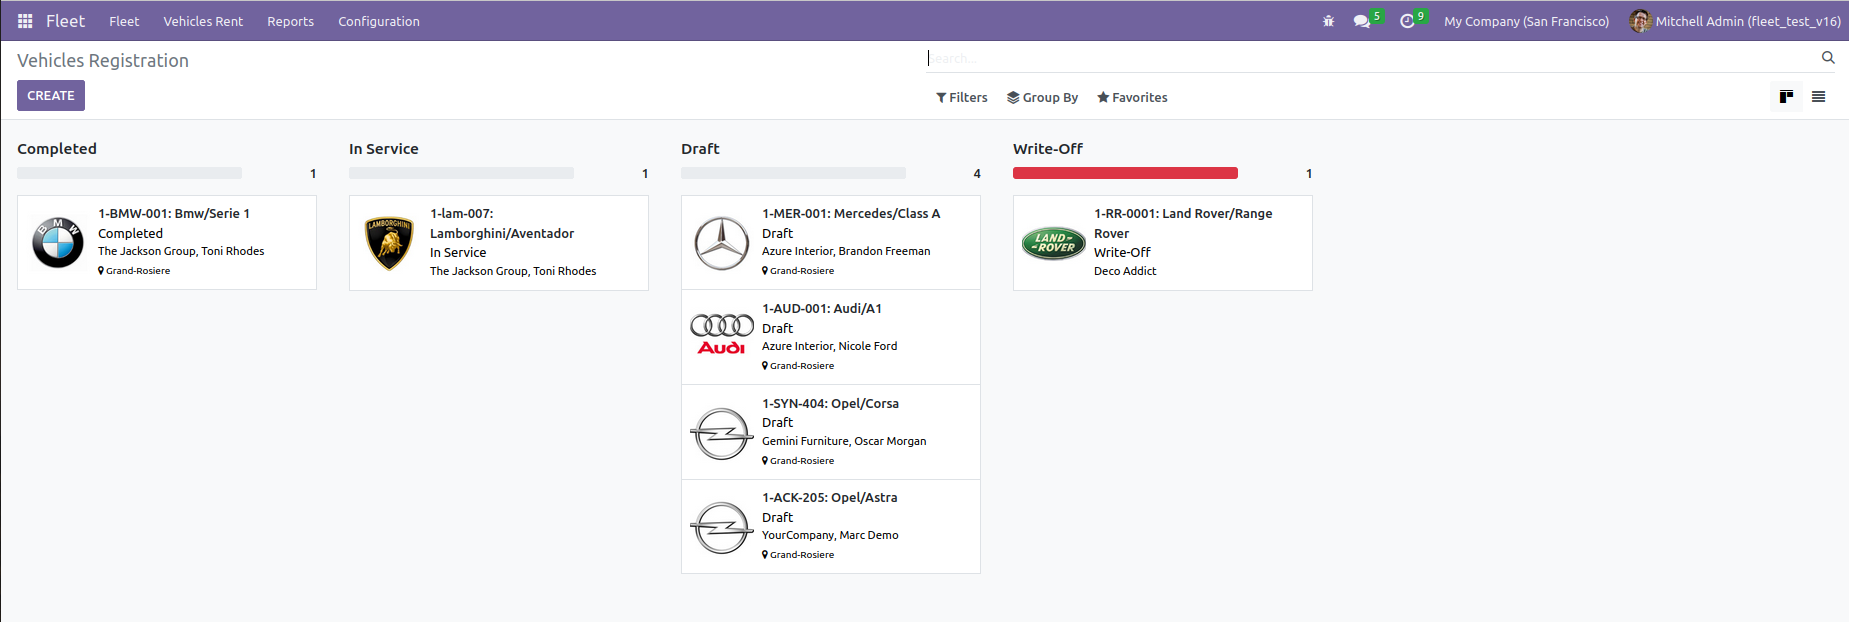 Fleet Fleet Vehicles Rent Reports Configuration 5 9 My Company (San Francisco) Mitchell Admin (fleet_test_v16)
Vehicles Registration
Search...
CREATE
Filters Group By Favorites
Completed
1
BMW
1-BMW-001: Bmw/Serie 1
Completed
The Jackson Group, Toni Rhodes
Grand-Rosiere
In Service
1
LAMBORGHINI
1-lam-007:
Lamborghini/Aventador
In Service
The Jackson Group, Toni Rhodes
Draft
4
1-MER-001: Mercedes/Class A
Draft
Azure Interior, Brandon Freeman
Grand-Rosiere
Audi
1-AUD-001: Audi/A1
Draft
Azure Interior, Nicole Ford
Grand-Rosiere
1-SYN-404: Opel/Corsa
Draft
Gemini Furniture, Oscar Morgan
Grand-Rosiere
1-ACK-205: Opel/Astra
Draft
YourCompany, Marc Demo
Grand-Rosiere
Write-Off
1
LAND-
-ROVER
1-RR-0001: Land Rover/Range
Rover
Write-Off
Deco Addict